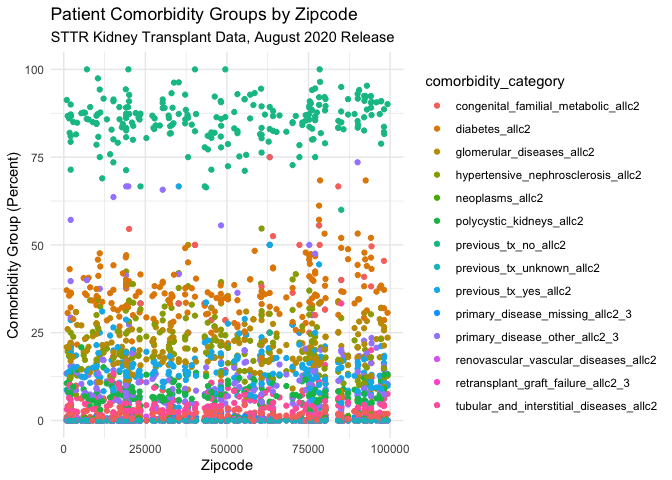 Patient Comorbidity Groups by Zipcode
STTR Kidney Transplant Data, August 2020 Release
100
75
50
25
0
Comorbidity Group (Percent)
0 25000 50000 75000 100000
Zipcode
comorbidity_category
congenital_familial_metabolic_allc2
diabetes_allc2
glomerular_diseases_allc2
hypertensive_nephrosclerosis_allc2
neoplasms_allc2
polycystic_kidneys_allc2
previous_tx_no_allc2
previous_tx_unknown_allc2
previous_tx_yes_allc2
primary_disease_missing_allc2_3
primary_disease_other_allc2_3
renovascular_vascular_diseases_allc2
retransplant_graft_failure_allc2_3
tubular_and_interstitial_diseases_allc2